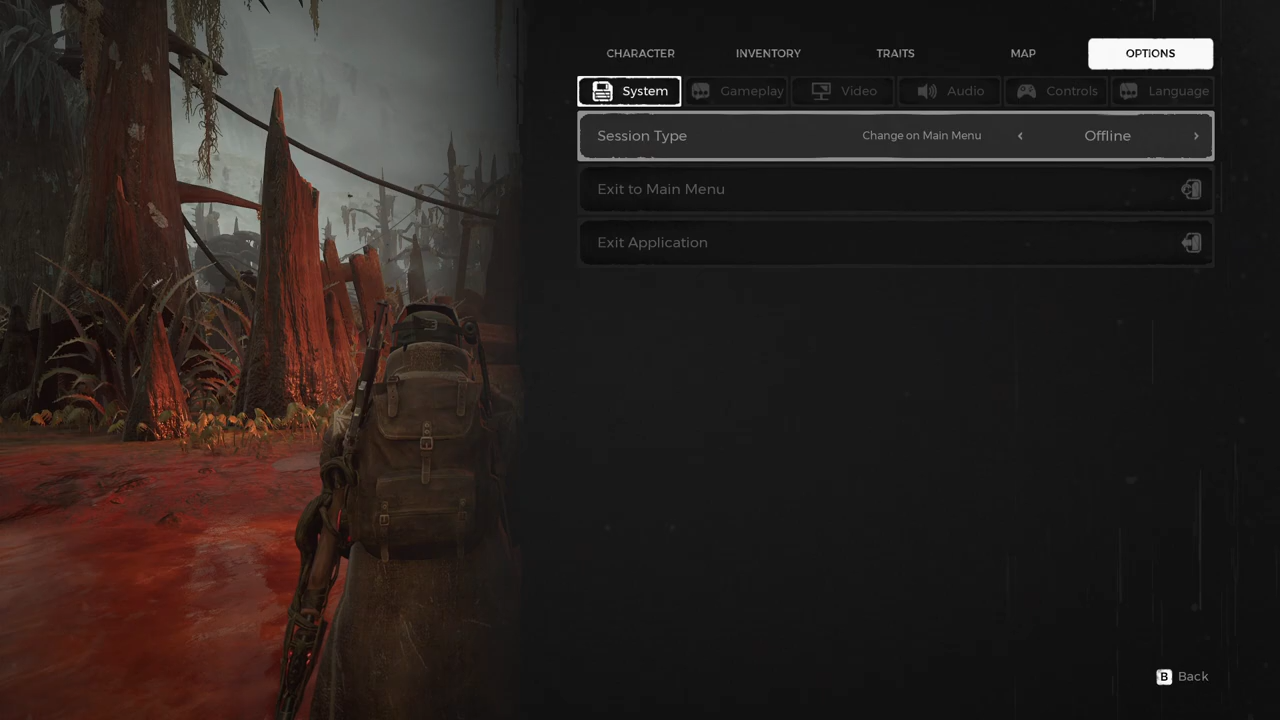 CHARACTER INVENTORY TRAITS MAP OPTIONS
System Gameplay Video Audio Controls Language
Session Type Change on Main Menu Offline
Exit to Main Menu
Exit Application
B Back